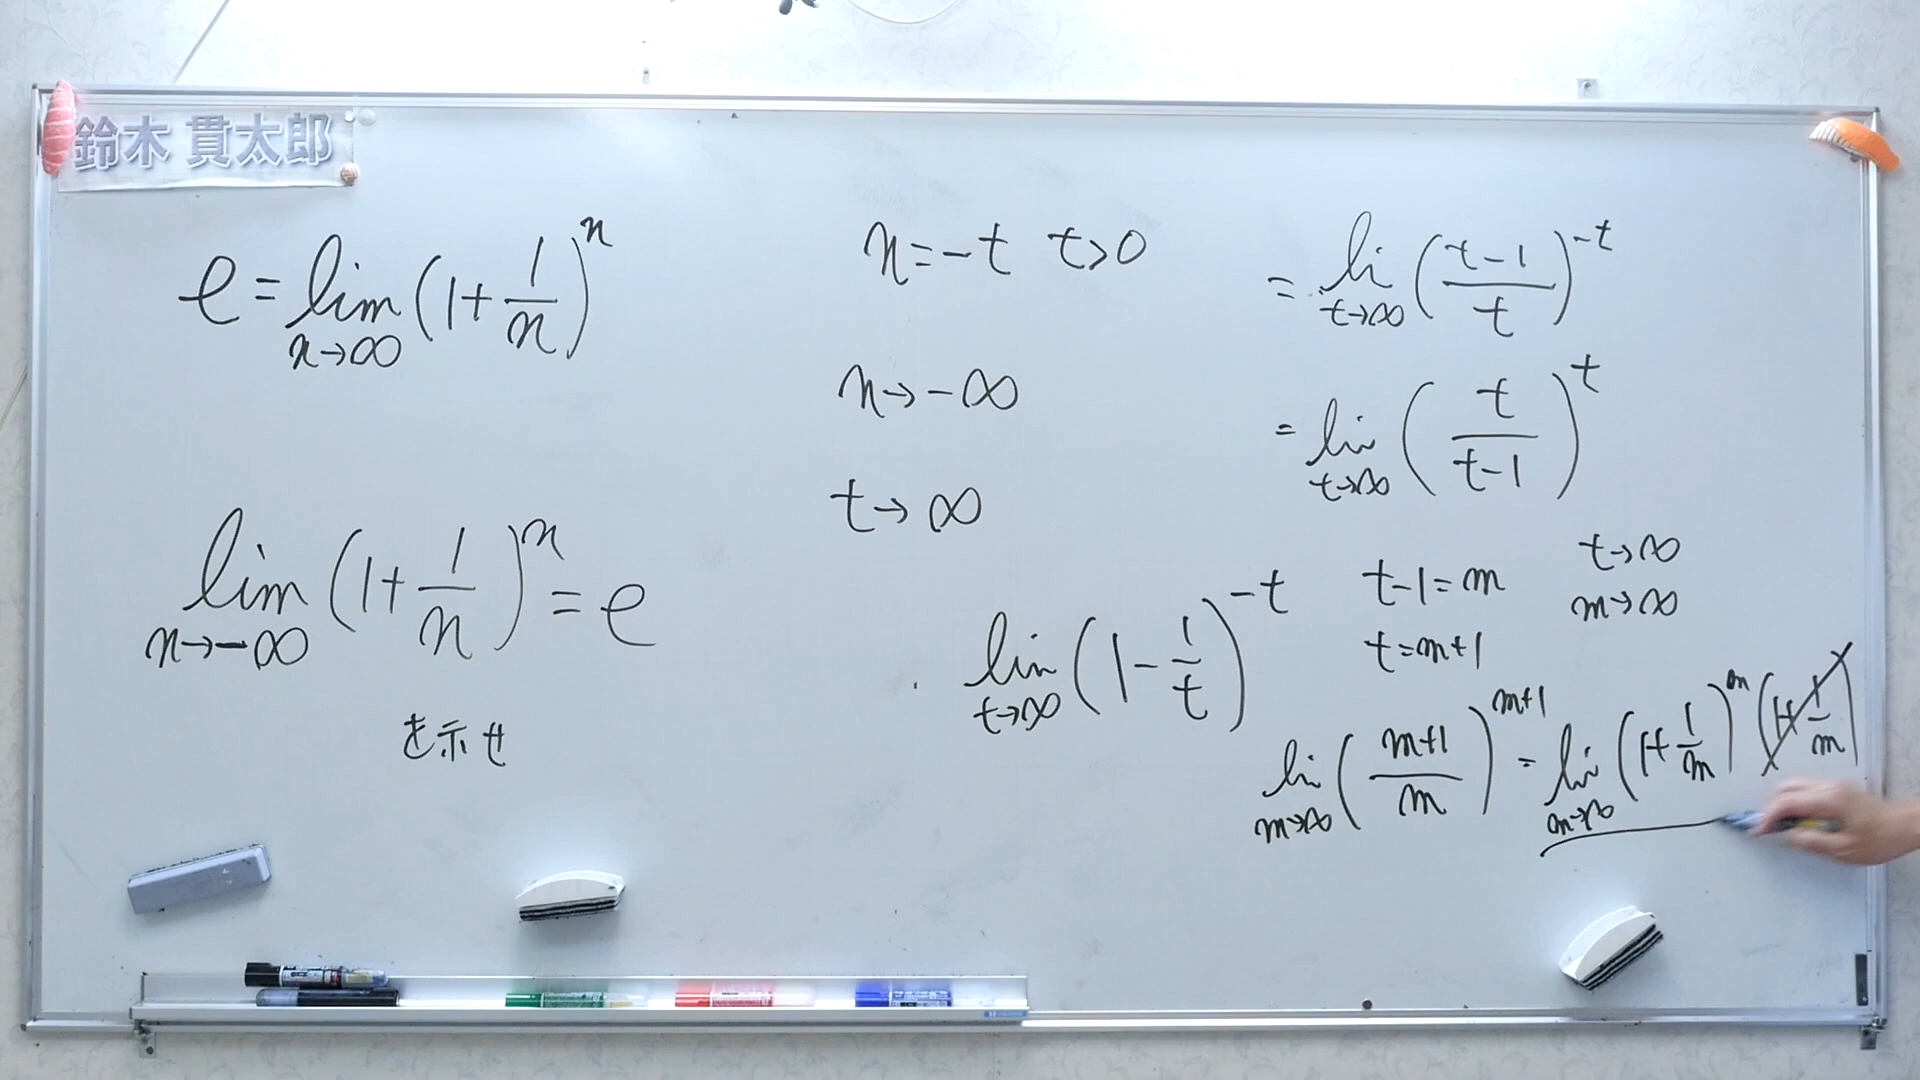 鈴木 貫太郎
e = lim_{n→∞} (1 + 1/n)^n
lim_{n→-∞} (1 + 1/n)^n = e
を示せ
n = -t  t > 0
n → -∞
t → ∞
lim_{t→∞} (1 - 1/t)^{-t}
= lim_{t→∞} ((t-1)/t)^{-t}
= lim_{t→∞} (t/(t-1))^t
t-1 = m
t = m+1
t → ∞
m → ∞
lim_{m→∞} ((m+1)/m)^{m+1} = lim_{m→∞} (1 + 1/m)^m (1 + 1/m)